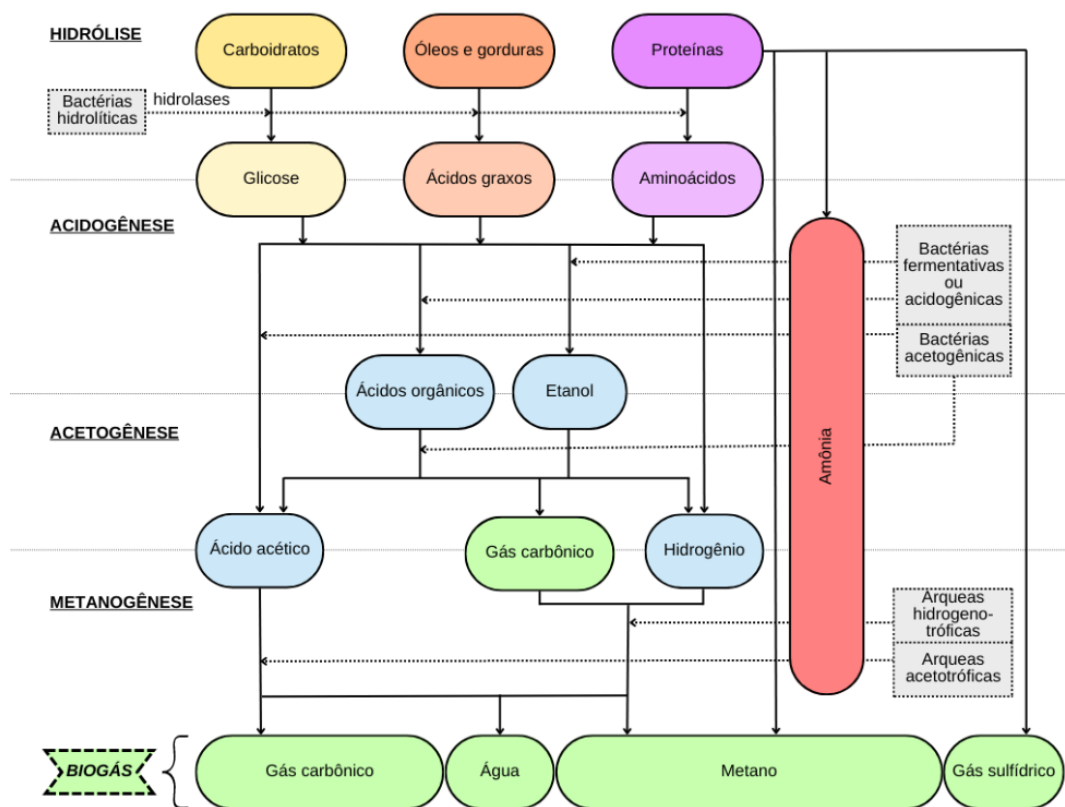 HIDRÓLISE
Carboidratos
Óleos e gorduras
Proteínas
Bactérias
hidrolíticas
hidrolases
Glicose
Ácidos graxos
Aminoácidos
ACIDOGÊNESE
Bactérias
fermentativas
ou
acidogênicas
Bactérias
acetogênicas
Ácidos orgânicos
Etanol
ACETOGÊNESE
Amônia
Ácido acético
Gás carbônico
Hidrogênio
METANOGÊNESE
Arqueas
hidrogeno-
tróficas
Arqueas
acetotróficas
BIOGÁS
Gás carbônico
Água
Metano
Gás sulfídrico